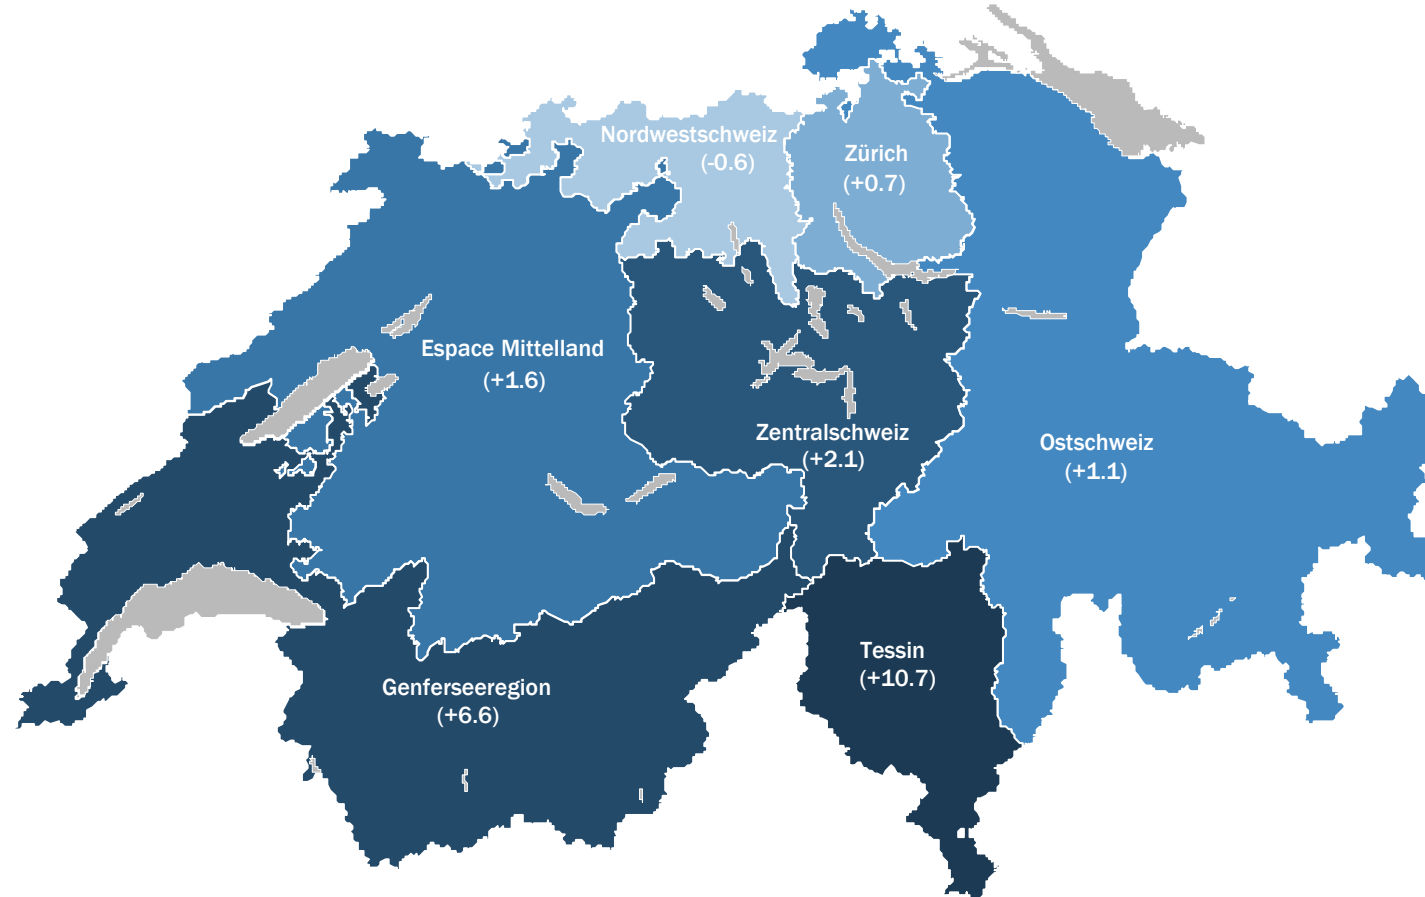 Nordwestschweiz
(-0.6)
Zürich
(+0.7)
Espace Mittelland
(+1.6)
Zentralschweiz
(+2.1)
Ostschweiz
(+1.1)
Tessin
(+10.7)
Genferseeregion
(+6.6)